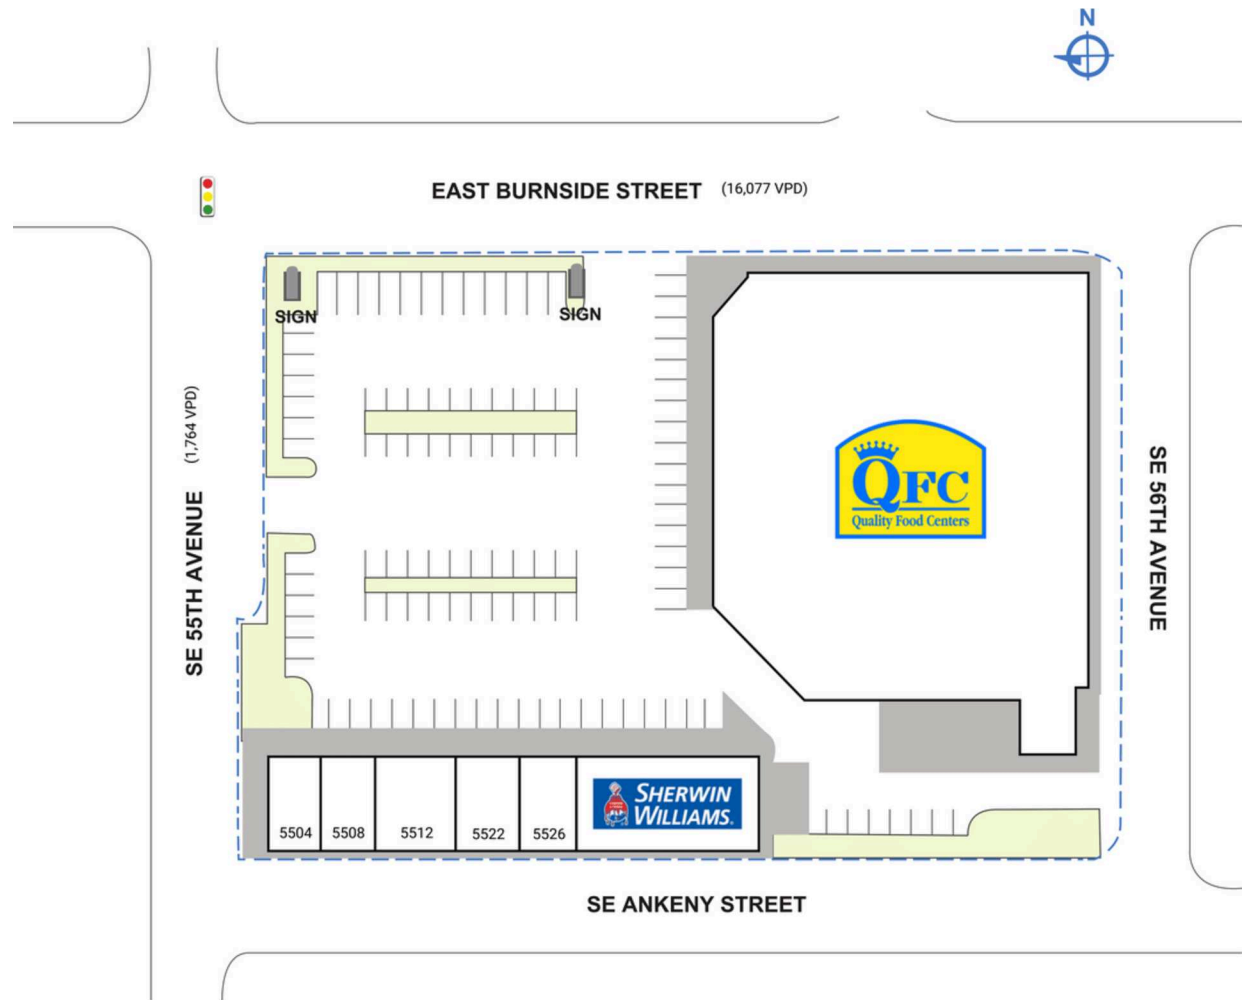 N
EAST BURNSIDE STREET (16,077 VPD)
SIGN
SIGN
SE 55TH AVENUE (1,764 VPD)
QFC
Quality Food Centers
SE 56TH AVENUE
SHERWIN
WILLIAMS.
5504 5508 5512 5522 5526
SE ANKENY STREET